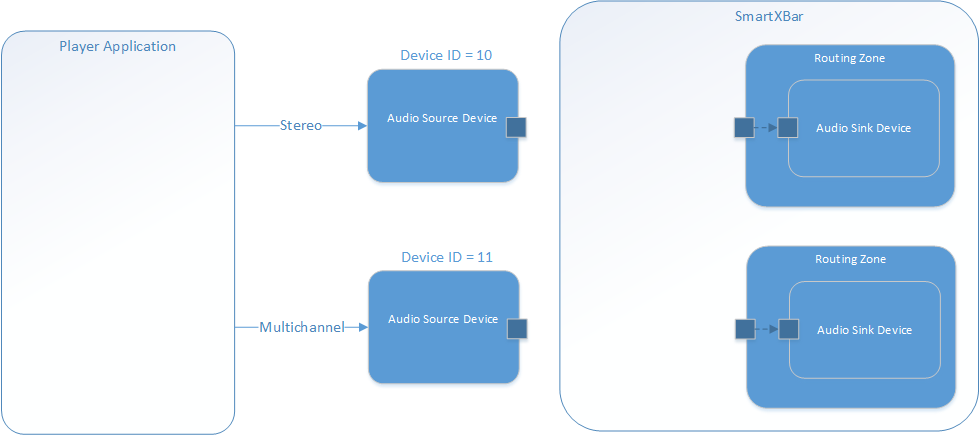 SmartXBar
Player Application
Device ID = 10
Routing Zone
Audio Source Device
Stereo
Audio Sink Device
Device ID = 11
Routing Zone
Audio Source Device
Multichannel
Audio Sink Device